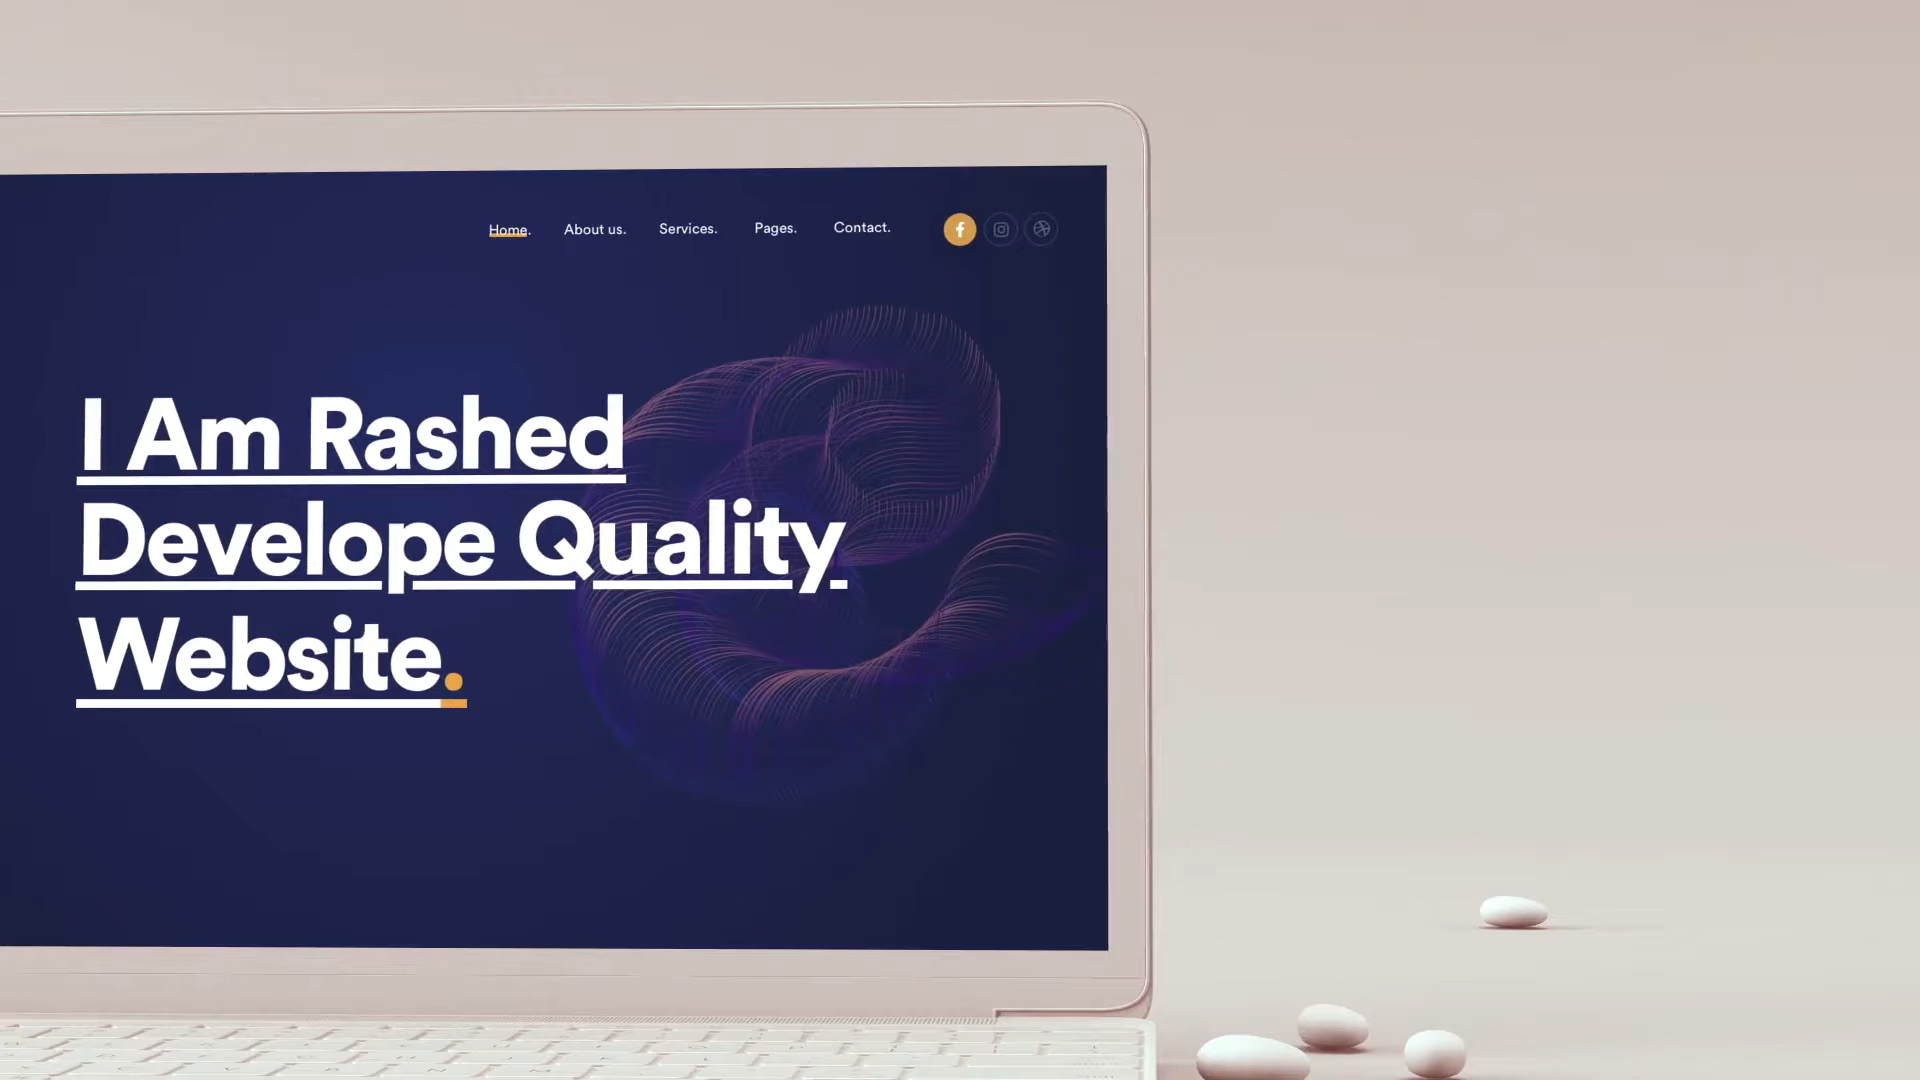 Home. About us. Services. Pages. Contact.
I Am Rashed
Develope Quality
Website.